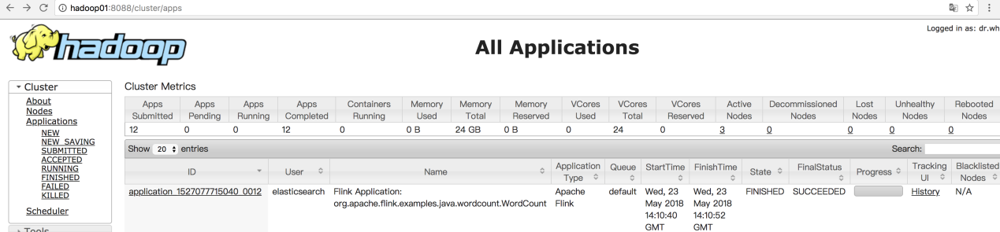 hadoop01:8088/cluster/apps
Logged in as: dr.wh
hadoop
All Applications
Cluster
About
Nodes
Applications
NEW
NEW_SAVING
SUBMITTED
ACCEPTED
RUNNING
FINISHED
FAILED
KILLED
Scheduler
Tools
Cluster Metrics
Apps Submitted Apps Pending Apps Running Apps Completed Containers Running Memory Used Memory Total Memory Reserved VCores Used VCores Total VCores Reserved Active Nodes Decommissioned Nodes Lost Nodes Unhealthy Nodes Rebooted Nodes
12 0 0 12 0 0 B 24 GB 0 B 0 24 0 3 0 0 0 0
Show 20 entries Search:
ID User Name Application Type Queue StartTime FinishTime State FinalStatus Progress Tracking UI Blacklisted Nodes
application_1527077715040_0012 elasticsearch Flink Application: org.apache.flink.examples.java.wordcount.WordCount Apache Flink default Wed, 23 May 2018 14:10:40 GMT Wed, 23 May 2018 14:10:52 GMT FINISHED SUCCEEDED History N/A